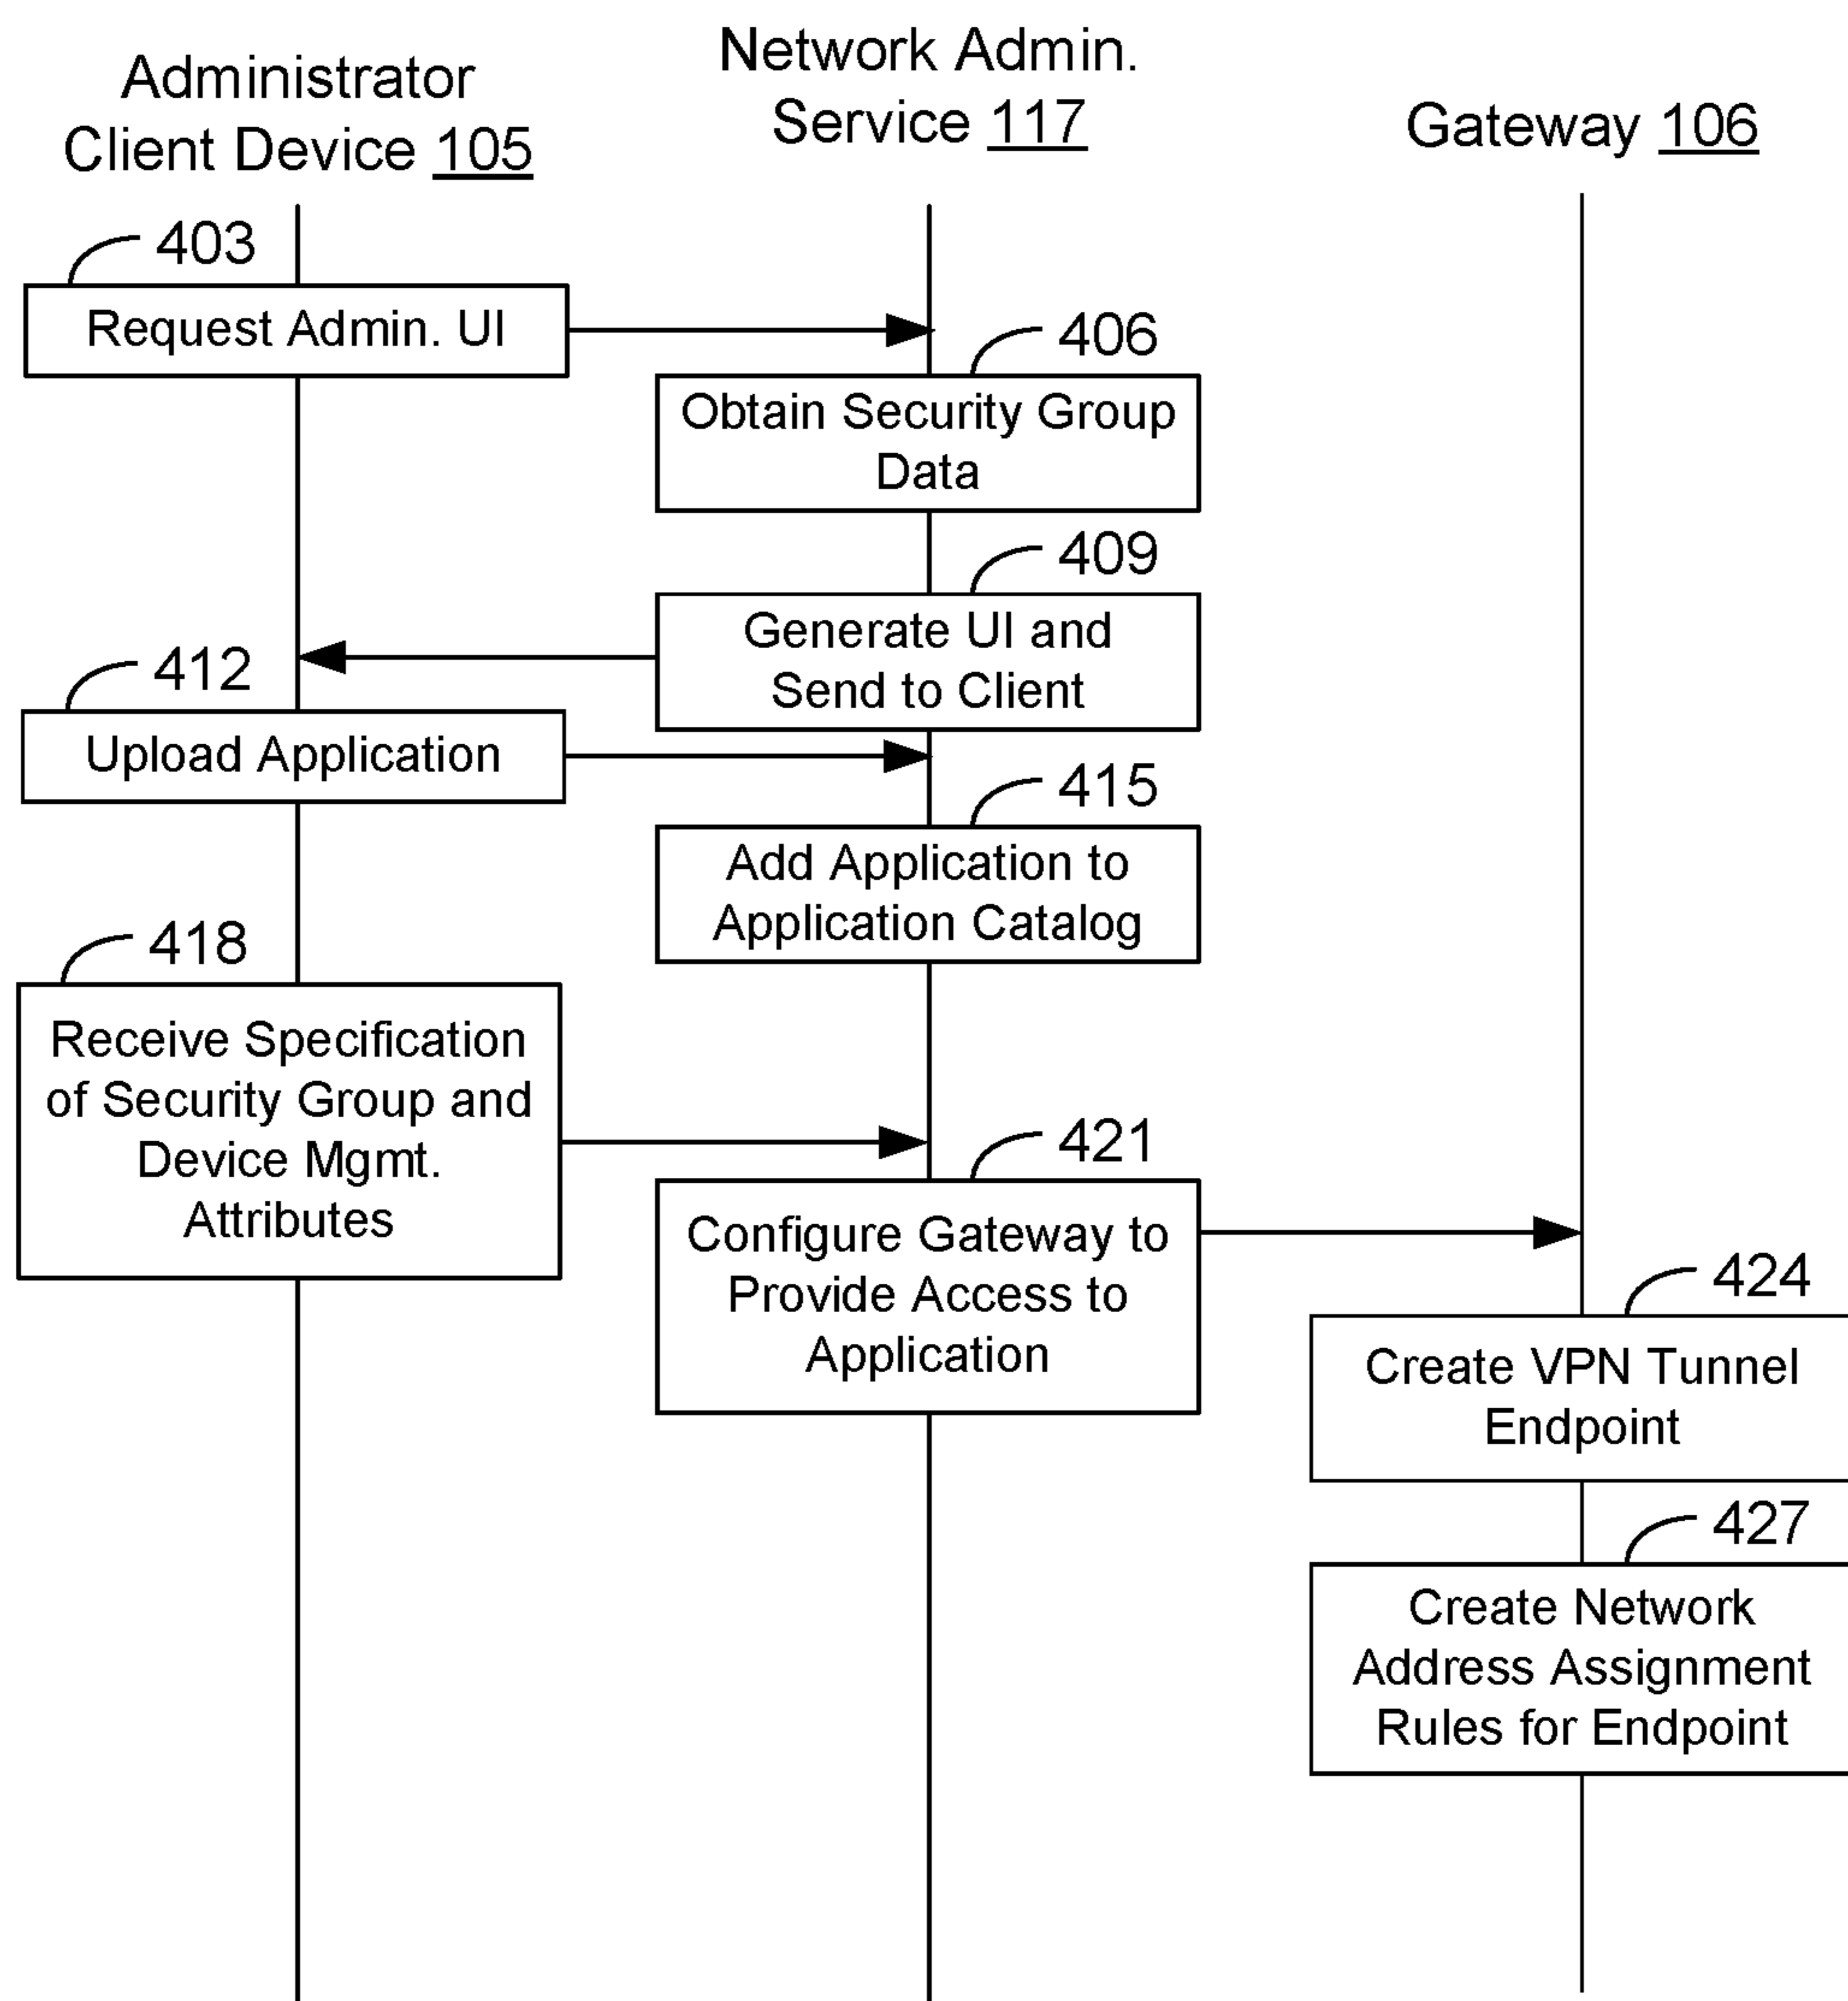 Administrator
Client Device 105
Network Admin.
Service 117
Gateway 106
403
Request Admin. UI
406
Obtain Security Group
Data
409
Generate UI and
Send to Client
412
Upload Application
415
Add Application to
Application Catalog
418
Receive Specification
of Security Group and
Device Mgmt.
Attributes
421
Configure Gateway to
Provide Access to
Application
424
Create VPN Tunnel
Endpoint
427
Create Network
Address Assignment
Rules for Endpoint